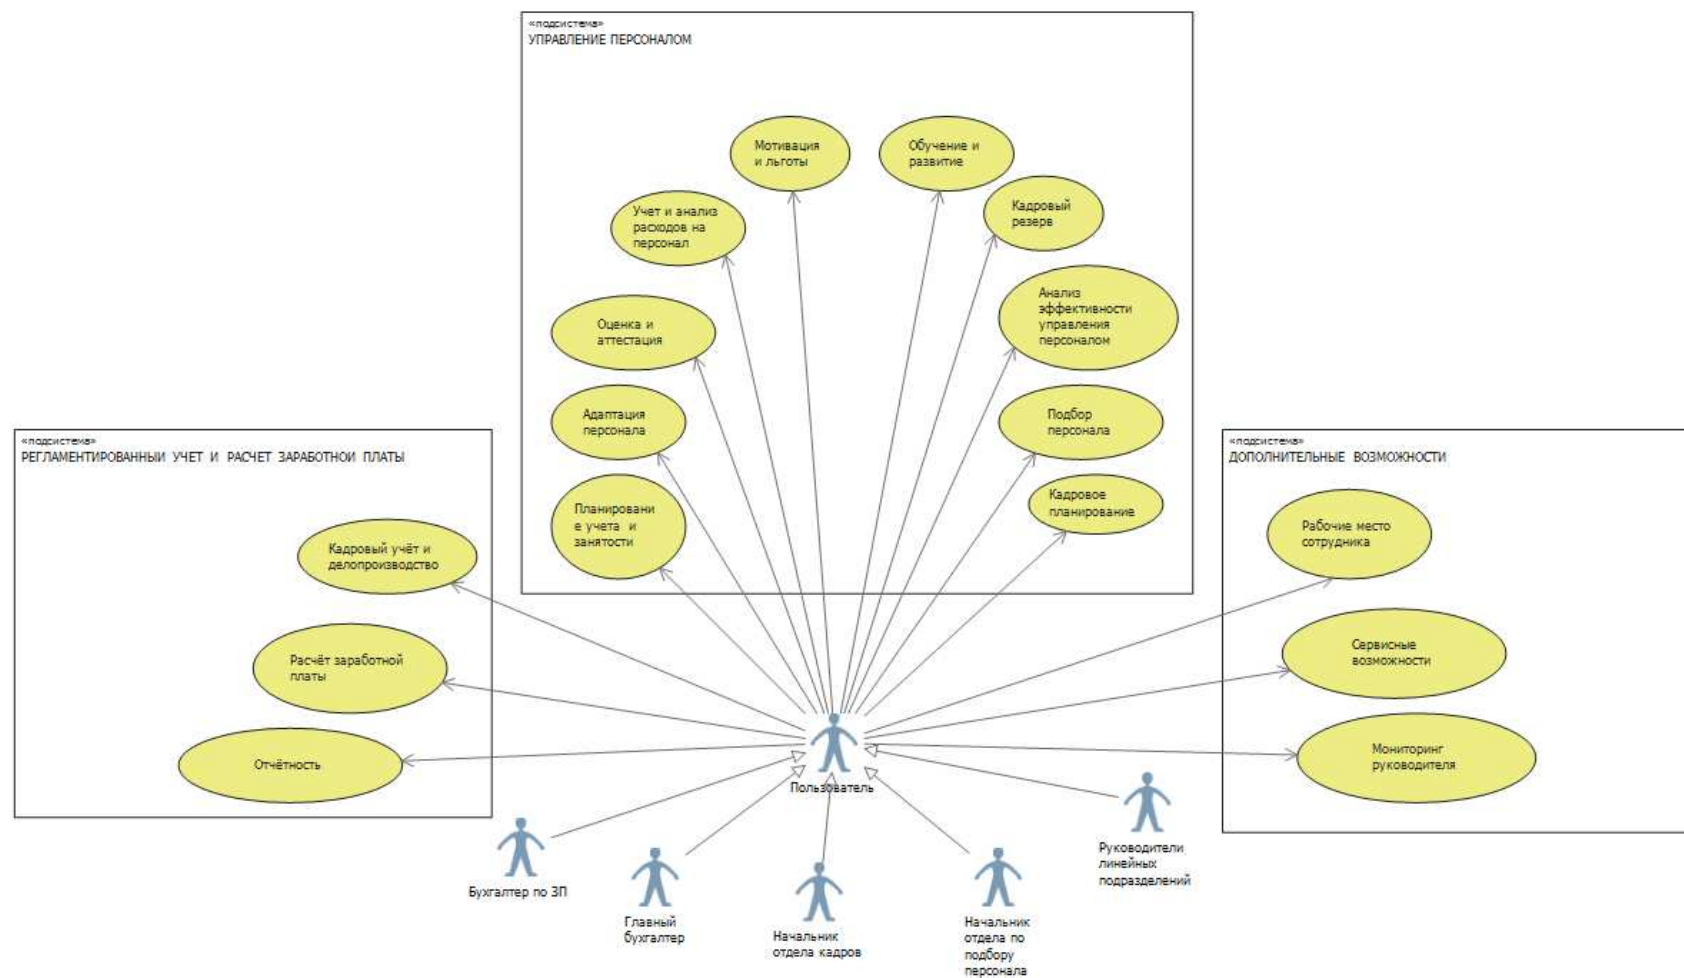 «подсистема»
УПРАВЛЕНИЕ ПЕРСОНАЛОМ
Мотивация
и льготы
Обучение и
развитие
Учет и анализ
расходов на
персонал
Кадровый
резерв
Оценка и
аттестация
Анализ
эффективности
управления
персоналом
Адаптация
персонала
Подбор
персонала
Планировани
е учета и
занятости
Кадровое
планирование
«подсистема»
РЕГЛАМЕНТИРОВАННЫЙ УЧЕТ И РАСЧЕТ ЗАРАБОТНОЙ ПЛАТЫ
Кадровый учёт и
делопроизводство
Расчёт заработной
платы
Отчётность
«подсистема»
ДОПОЛНИТЕЛЬНЫЕ ВОЗМОЖНОСТИ
Рабочие место
сотрудника
Сервисные
возможности
Мониторинг
руководителя
Пользователь
Бухгалтер по ЗП
Главный
бухгалтер
Начальник
отдела кадров
Начальник
отдела по
подбору
персонала
Руководители
линейных
подразделений